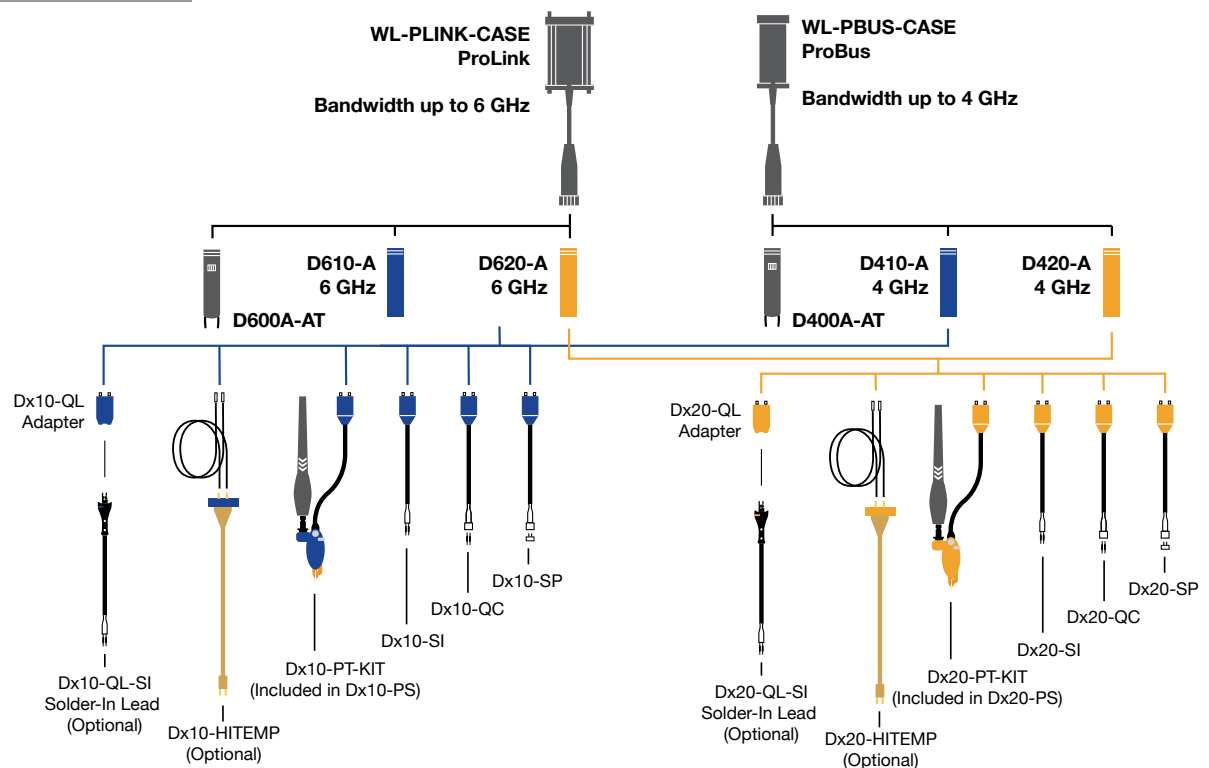 WL-PLINK-CASE
ProLink
Bandwidth up to 6 GHz
WL-PBUS-CASE
ProBus
Bandwidth up to 4 GHz
D600A-AT
D610-A
6 GHz
D620-A
6 GHz
D400A-AT
D410-A
4 GHz
D420-A
4 GHz
Dx10-QL
Adapter
Dx10-QL-SI
Solder-In Lead
(Optional)
Dx10-HITEMP
(Optional)
Dx10-PT-KIT
(Included in Dx10-PS)
Dx10-SI
Dx10-QC
Dx10-SP
Dx20-QL
Adapter
Dx20-QL-SI
Solder-In Lead
(Optional)
Dx20-HITEMP
(Optional)
Dx20-PT-KIT
(Included in Dx20-PS)
Dx20-SI
Dx20-QC
Dx20-SP